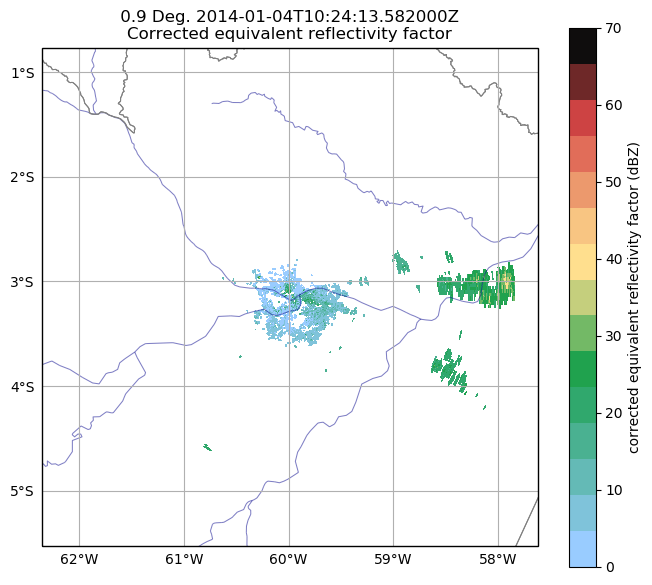 0.9 Deg. 2014-01-04T10:24:13.582000Z
Corrected equivalent reflectivity factor
1°S
2°S
3°S
4°S
5°S
62°W 61°W 60°W 59°W 58°W
70
60
50
40
30
20
10
0
corrected equivalent reflectivity factor (dBZ)